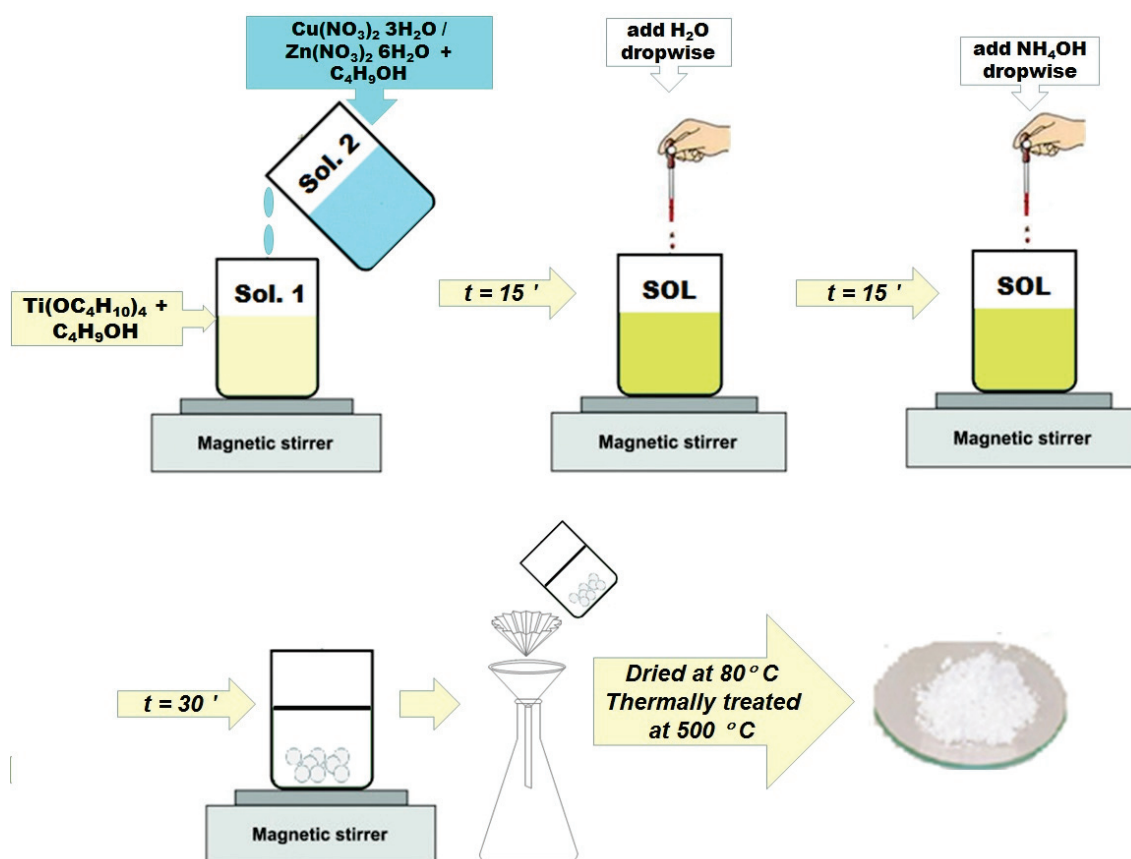 Cu(NO₃)₂ 3H₂O /
Zn(NO₃)₂ 6H₂O +
C₄H₉OH
add H₂O
dropwise
add NH₄OH
dropwise
Sol. 2
Sol. 1
Ti(OC₄H₁₀)₄ +
C₄H₉OH
t = 15 '
SOL
t = 15 '
SOL
Magnetic stirrer
Magnetic stirrer
Magnetic stirrer
t = 30 '
Dried at 80° C
Thermally treated
at 500 °C
Magnetic stirrer